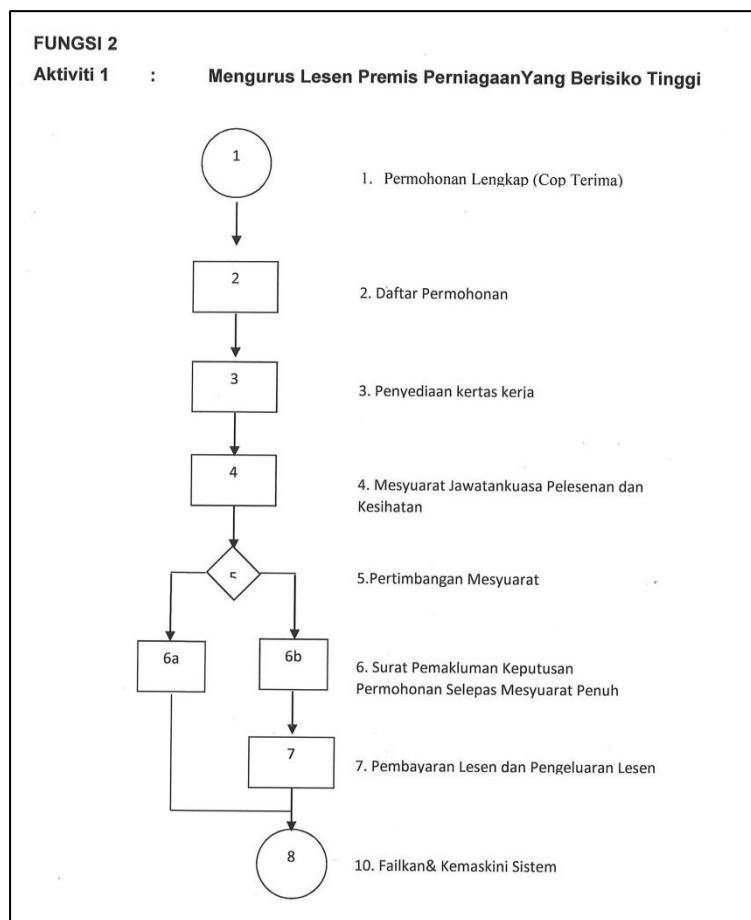 FUNGSI 2
Aktiviti 1 : Mengurus Lesen Premis PerniagaanYang Berisiko Tinggi
1
1. Permohonan Lengkap (Cop Terima)
2
2. Daftar Permohonan
3
3. Penyediaan kertas kerja
4
4. Mesyuarat Jawatankuasa Pelesenan dan
Kesihatan
5
5.Pertimbangan Mesyuarat
6a
6b
6. Surat Pemakluman Keputusan
Permohonan Selepas Mesyuarat Penuh
7
7. Pembayaran Lesen dan Pengeluaran Lesen
8
10. Failkan& Kemaskini Sistem